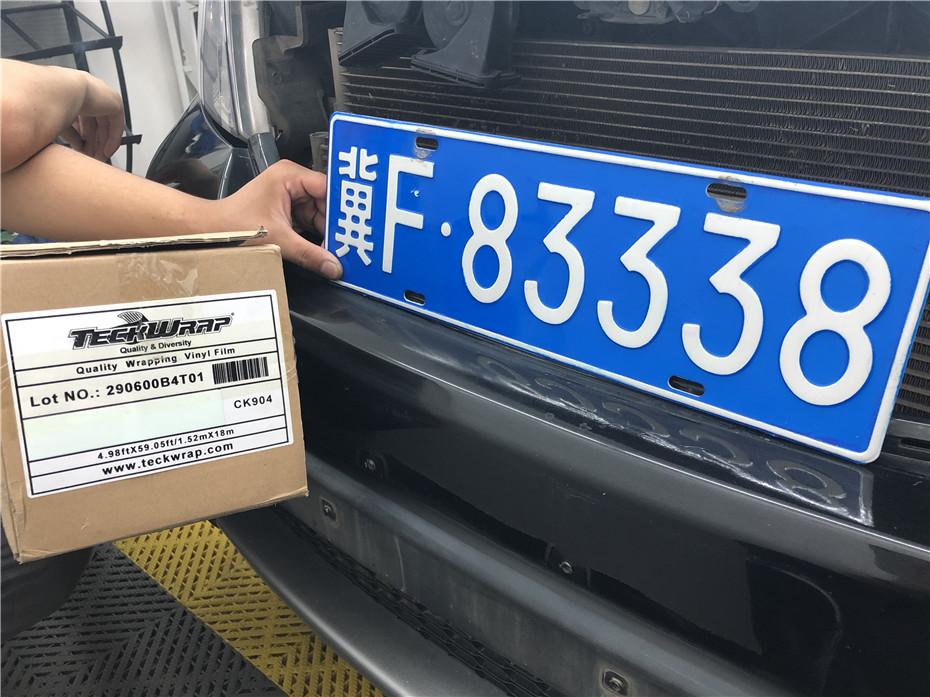 冀F·83338
TECKWRAP
Quality & Diversity
Quality Wrapping Vinyl Film
Lot NO.: 290600B4T01
CK904
4.98ftX59.05ft/1.52mX18m
www.teckwrap.com